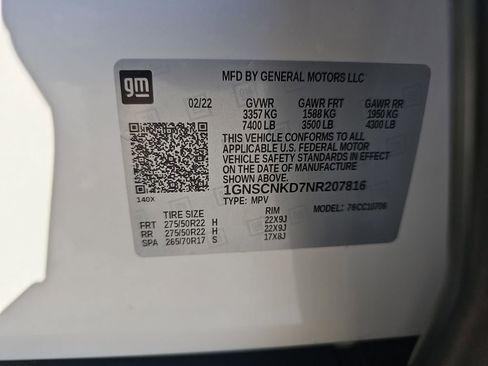 gm
MFD BY GENERAL MOTORS LLC
02/22 GVWR GAWR FRT GAWR RR
3357 KG 1588 KG 1950 KG
7400 LB 3500 LB 4300 LB
THIS VEHICLE CONFORMS TO ALL
APPLICABLE U.S. FEDERAL MOTOR
VEHICLE SAFETY STANDARDS IN EFFECT
ON THE DATE OF MANUFACTURE
SHOWN ABOVE.
1GNSCNKD7NR207816
140X TYPE: MPV MODEL:
TIRE SIZE RIM
FRT 275/50R22 H 22X9J
RR 275/50R22 H 22X9J
SPA 265/70R17 S 17X8J